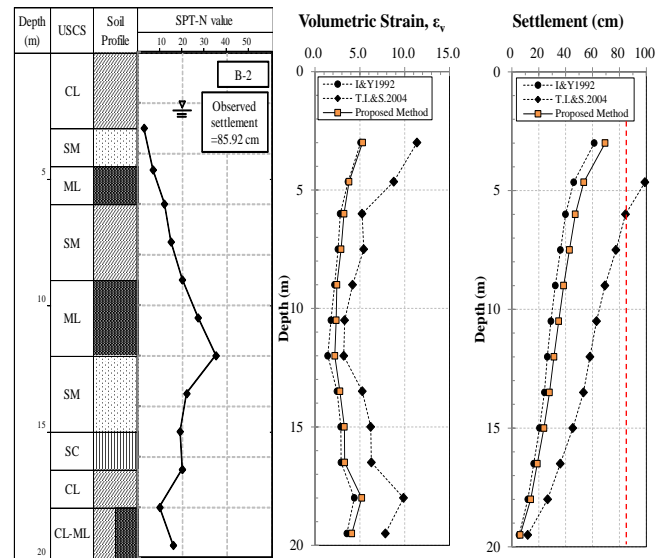 Depth (m)
USCS
Soil Profile
SPT-N value
10 20 30 40 50
CL
SM
ML
SM
ML
SM
SC
CL
CL-ML
5
10
15
20
B-2
Observed
settlement
=85.92 cm
Volumetric Strain, εv
0.0 5.0 10.0 15.0
I&Y1992
T.I.&S.2004
Proposed Method
Depth (m)
0
5
10
15
20
Settlement (cm)
0 20 40 60 80 100
I&Y1992
T.I.&S.2004
Proposed Method
Depth (m)
0
5
10
15
20